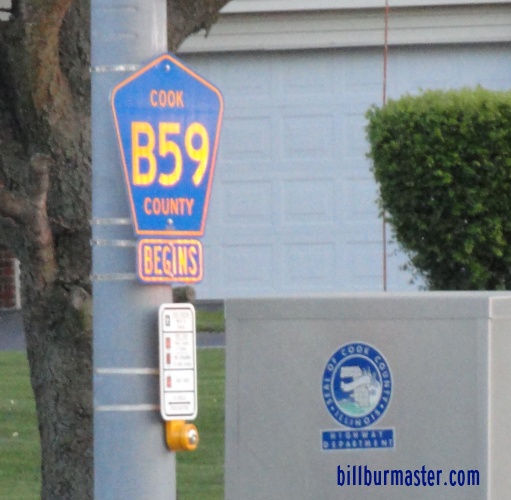 COOK
B59
COUNTY
BEGINS
SEAL OF COOK COUNTY
ILLINOIS
HIGHWAY
DEPARTMENT
billburmaster.com